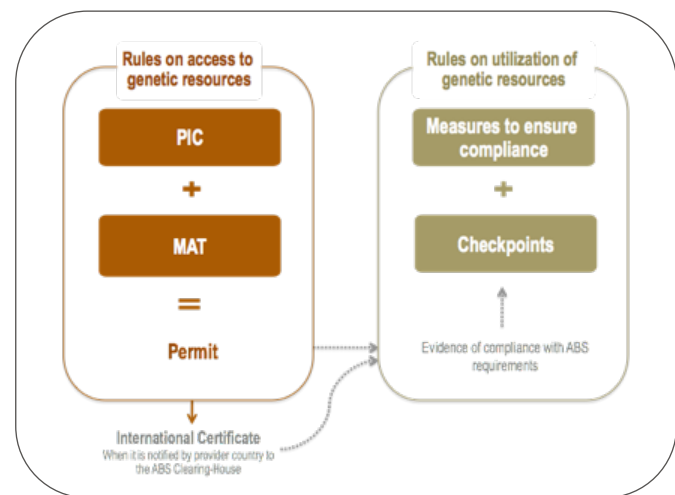 Rules on access to
genetic resources
PIC
+
MAT
=
Permit
International Certificate
When it is notified by provider country to
the ABS Clearing-House
Rules on utilization of
genetic resources
Measures to ensure
compliance
+
Checkpoints
Evidence of compliance with ABS
requirements